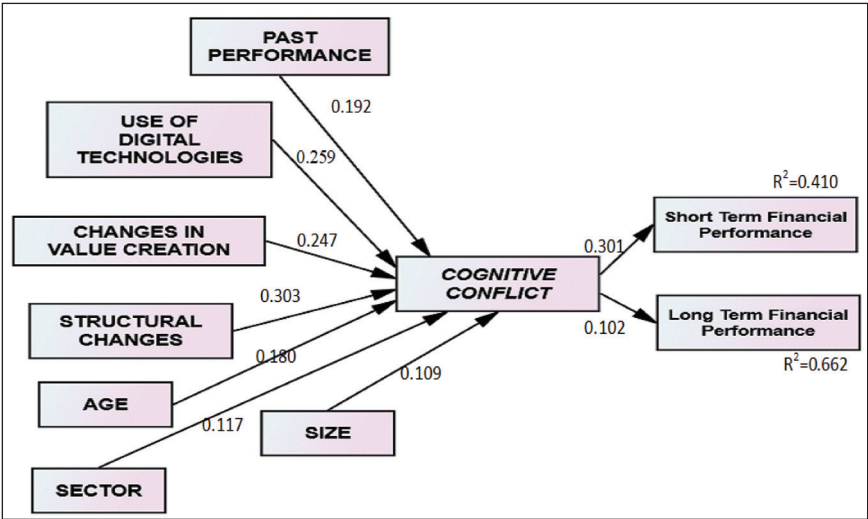 PAST
PERFORMANCE
0.192
USE OF
DIGITAL
TECHNOLOGIES
0.259
R²=0.410
CHANGES IN
VALUE CREATION
0.247
Short Term Financial
Performance
0.301
COGNITIVE
CONFLICT
STRUCTURAL
CHANGES
0.303
Long Term Financial
Performance
0.102
R²=0.662
0.180
0.109
AGE
0.117
SIZE
SECTOR